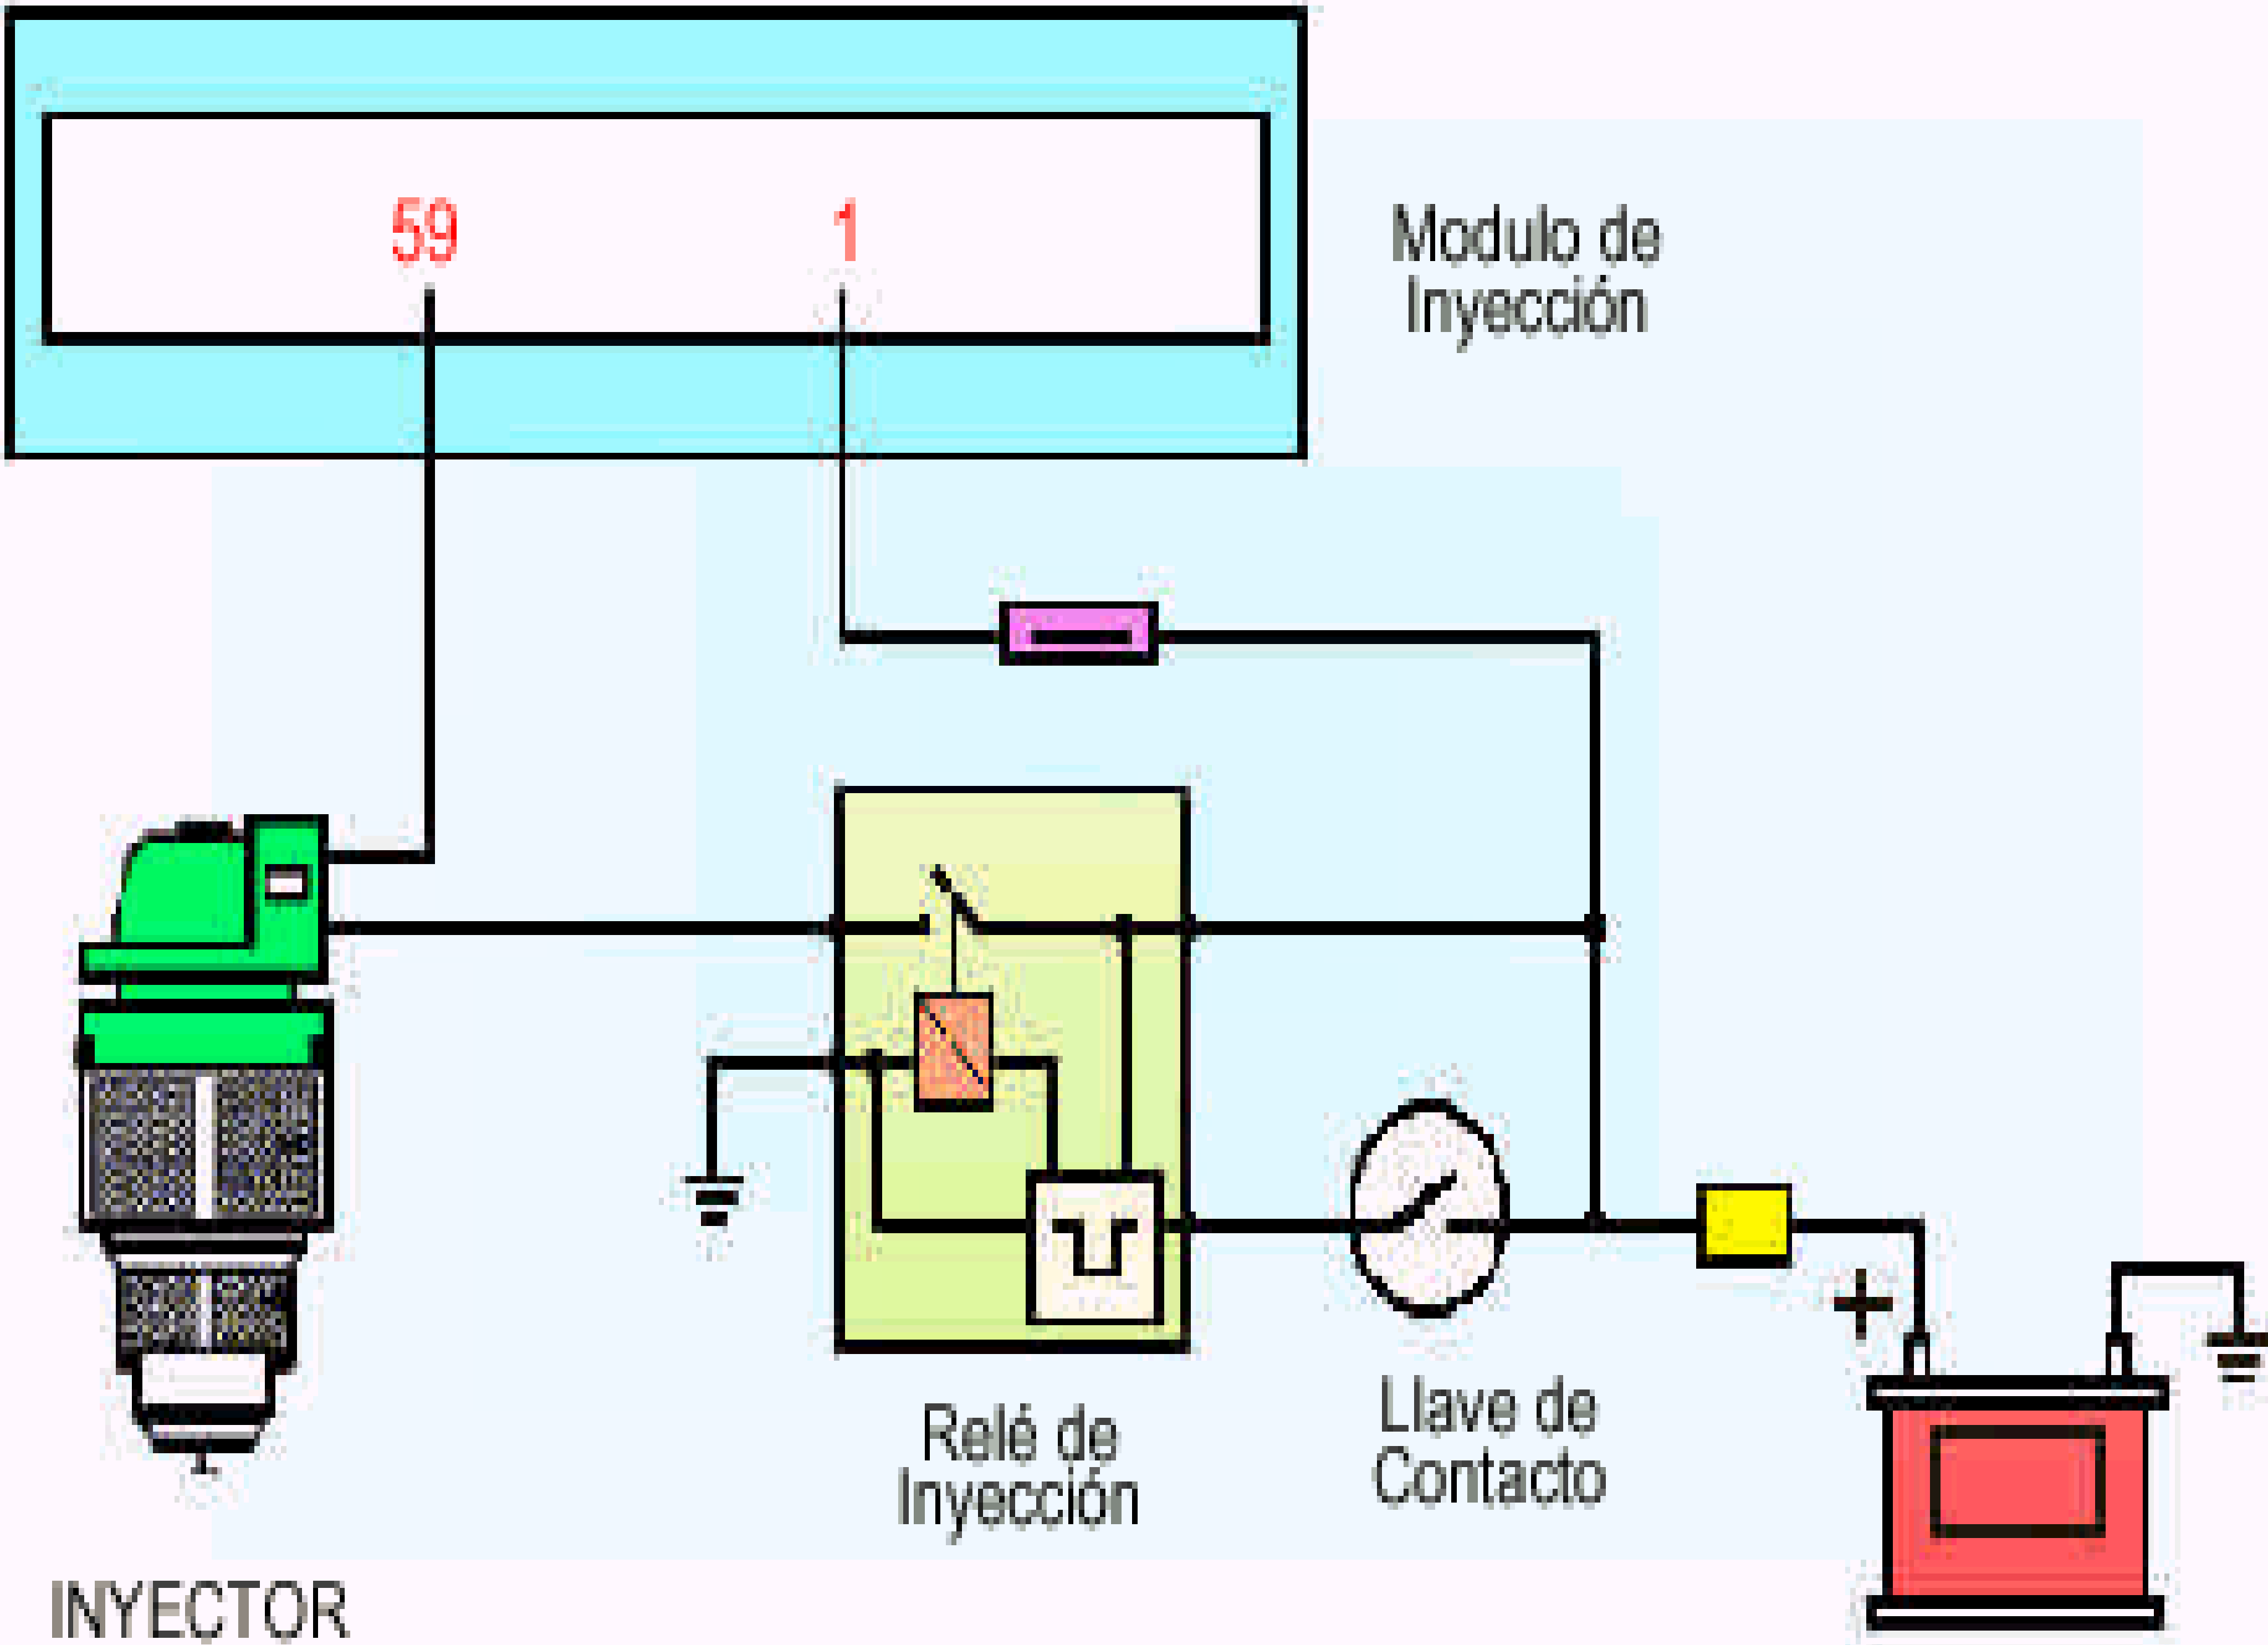 59 1
Modulo de
Inyección
+
Relé de
Inyección
Llave de
Contacto
INYECTOR